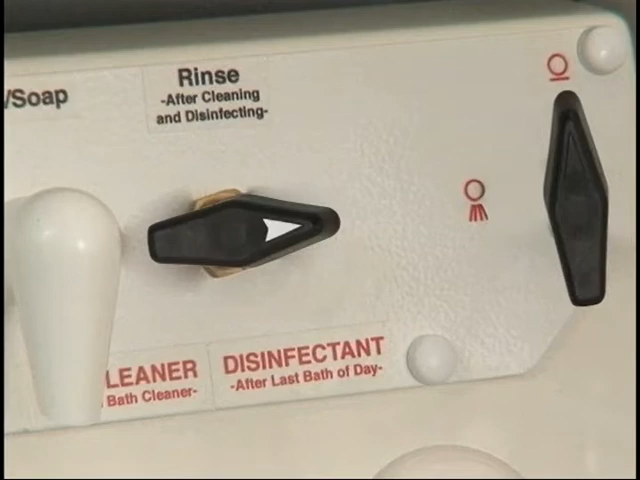 /Soap
Rinse
-After Cleaning
and Disinfecting-
LEANER
Bath Cleaner-
DISINFECTANT
-After Last Bath of Day-